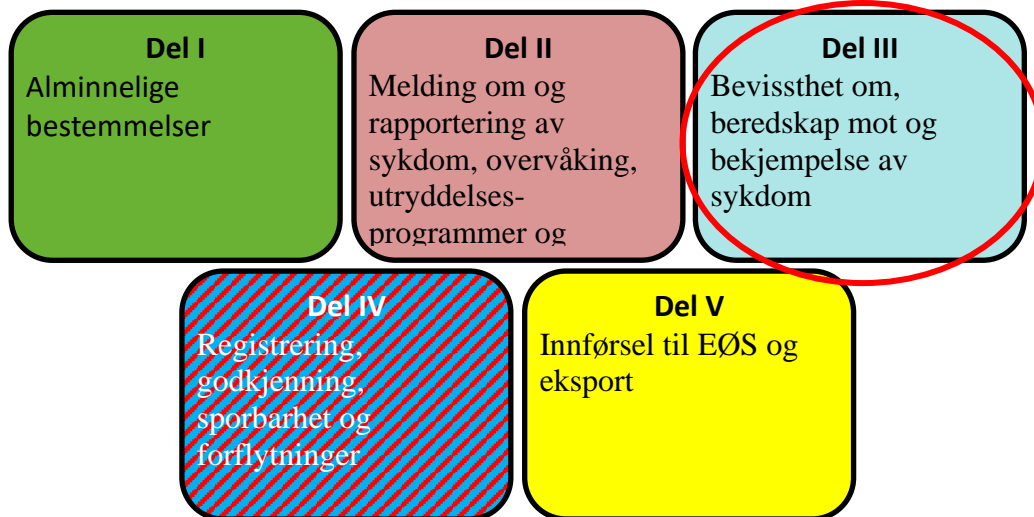 Del I
Alminnelige
bestemmelser
Del II
Melding om og
rapportering av
sykdom, overvåking,
utryddelses-
programmer og
Del III
Bevissthet om,
beredskap mot og
bekjempelse av
sykdom
Del IV
Registrering,
godkjenning,
sporbarhet og
forflytninger
Del V
Innførsel til EØS og
eksport